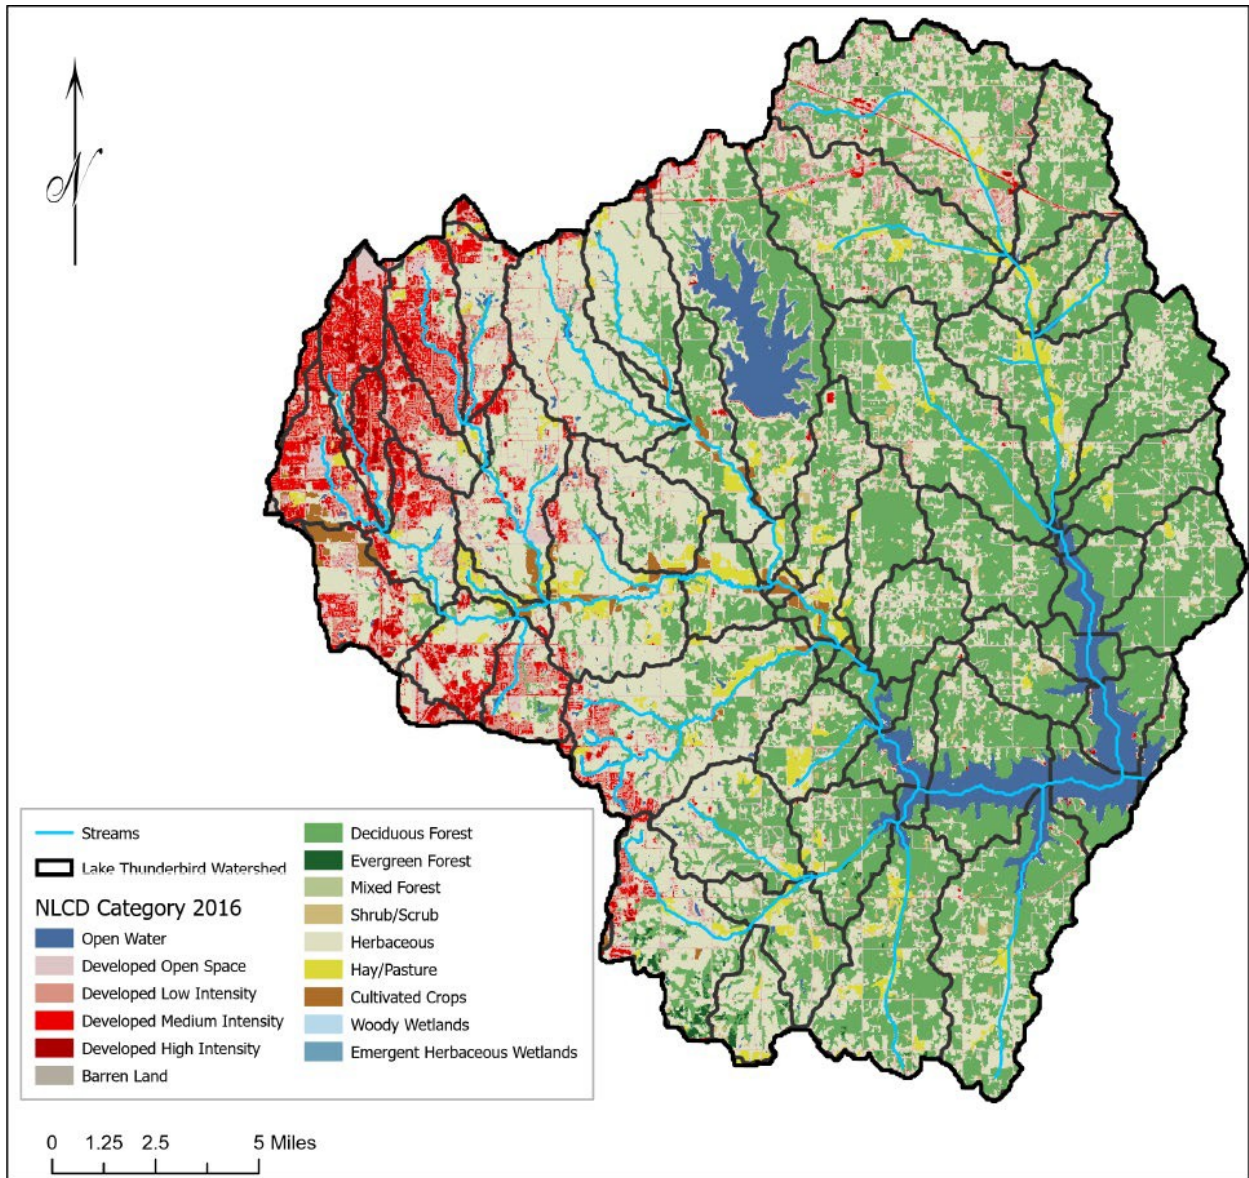 N
Streams
Lake Thunderbird Watershed
NLCD Category 2016
Open Water
Developed Open Space
Developed Low Intensity
Developed Medium Intensity
Developed High Intensity
Barren Land
Deciduous Forest
Evergreen Forest
Mixed Forest
Shrub/Scrub
Herbaceous
Hay/Pasture
Cultivated Crops
Woody Wetlands
Emergent Herbaceous Wetlands
0 1.25 2.5 5 Miles